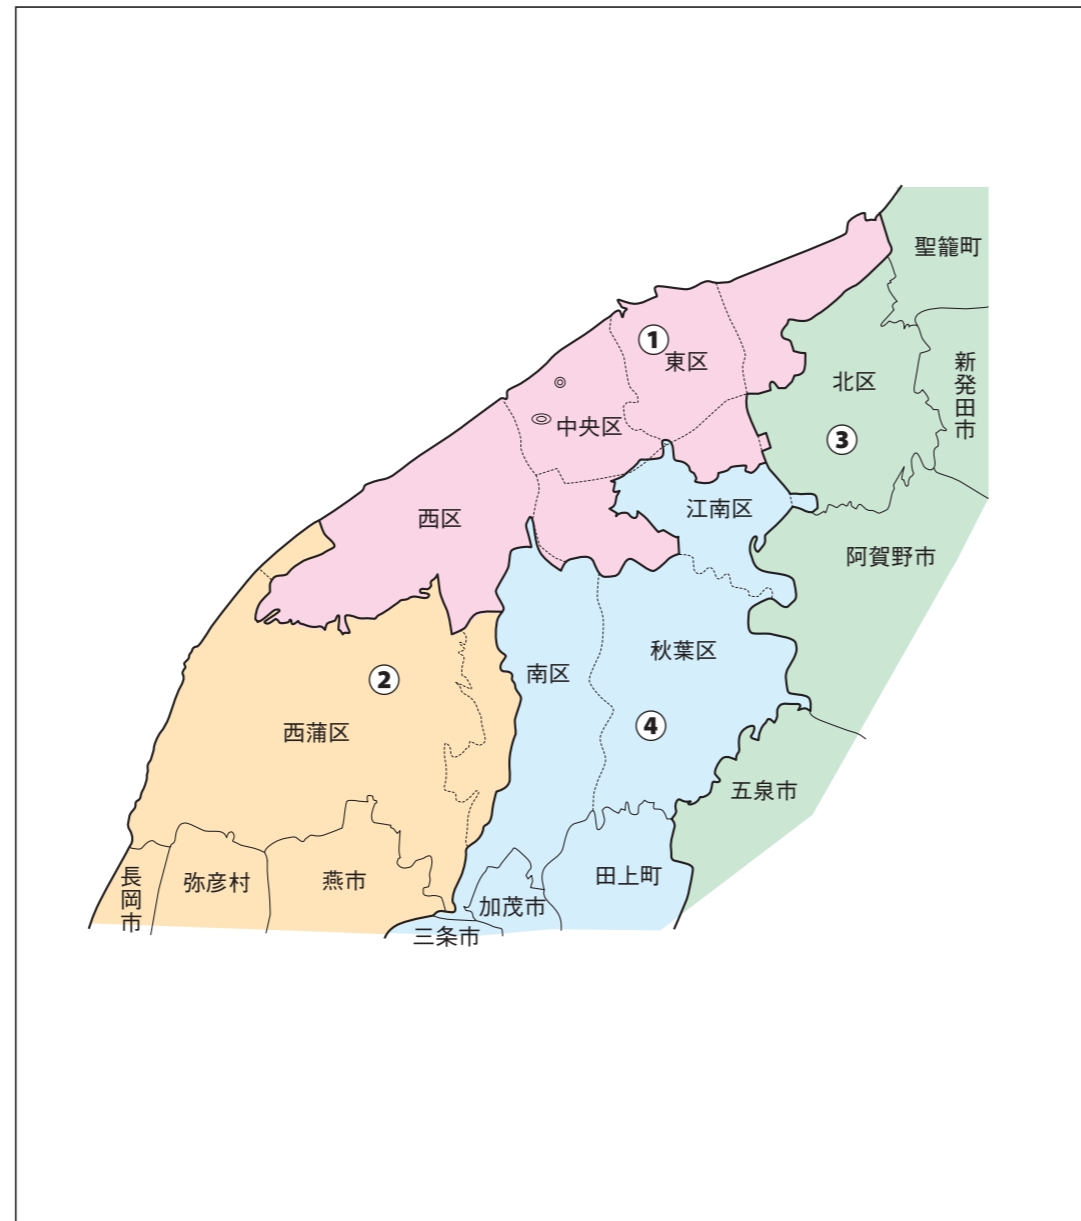 聖籠町
①
東区
新発田市
北区
中央区
③
西区
江南区
阿賀野市
秋葉区
南区
②
④
西蒲区
五泉市
長岡市
弥彦村
燕市
田上町
加茂市
三条市